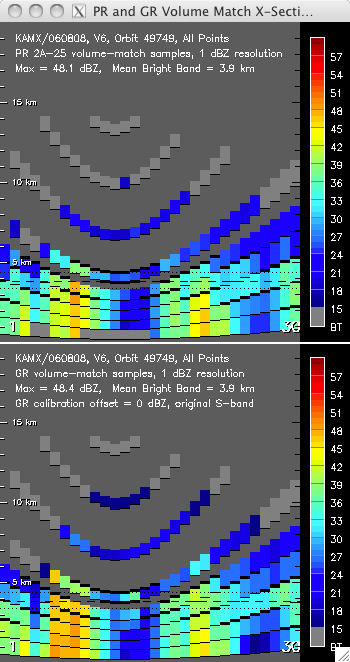 X PR and GR Volume Match X-Secti...
KAMX/060808, V6, Orbit 49749, All Points
PR 2A-25 volume-match samples, 1 dBZ resolution
Max = 48.1 dBZ,  Mean Bright Band = 3.9 km
15 km
10 km
5 km
1
57
54
51
48
45
42
39
36
33
30
27
24
21
18
15
BT
KAMX/060808, V6, Orbit 49749, All Points
GR volume-match samples, 1 dBZ resolution
Max = 48.4 dBZ,  Mean Bright Band = 3.9 km
GR calibration offset = 0 dBZ, original S-band
15 km
10 km
5 km
1
57
54
51
48
45
42
39
36
33
30
27
24
21
18
15
BT